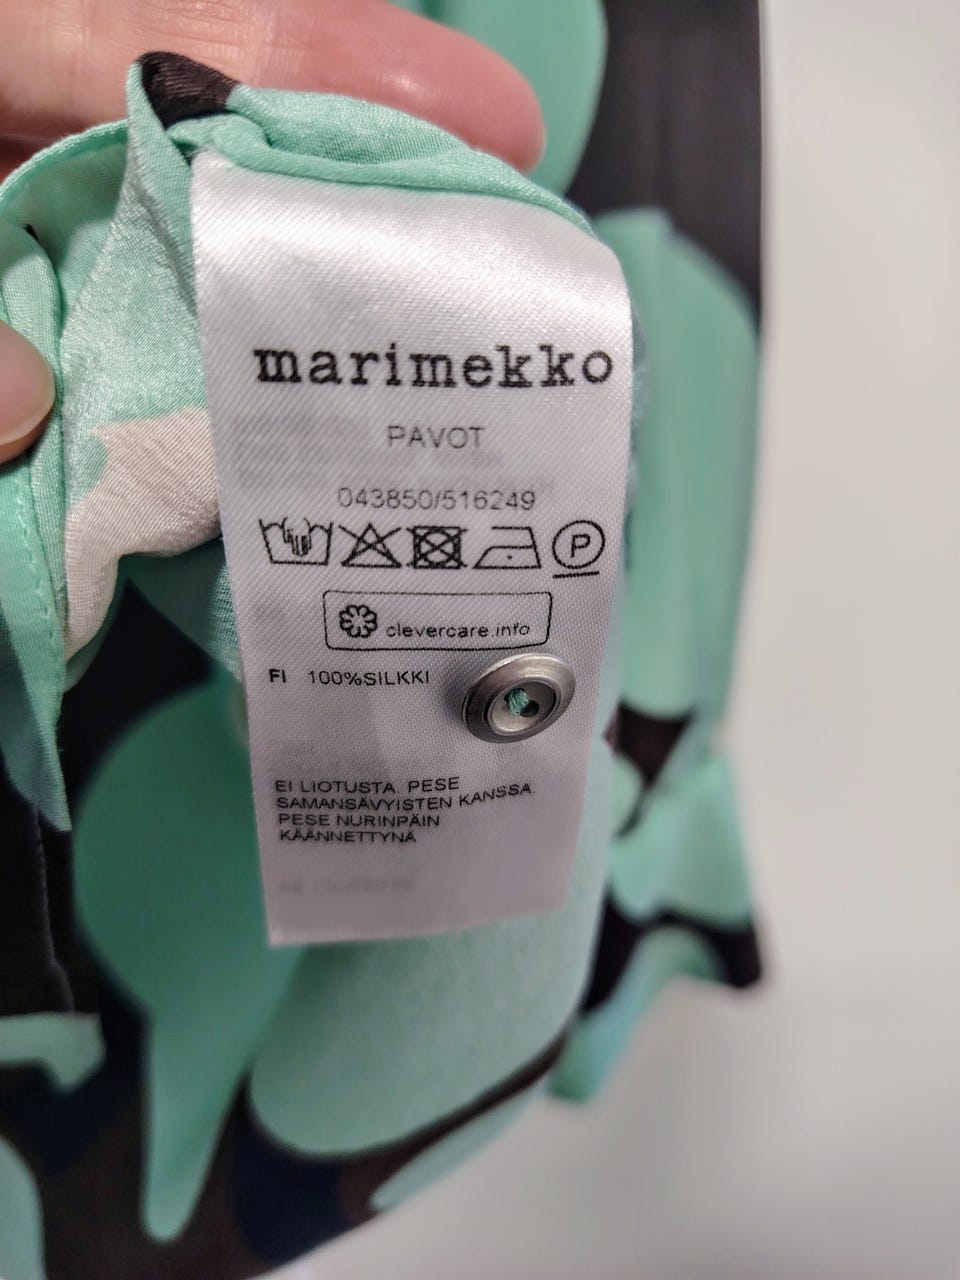 marimekko
PAVOT
043850/516249
P
clevercare.info
FI 100%SILKKI
EI LIOTUSTA. PESE
SAMANSÄVYISTEN KANSSA.
PESE NURINPÄIN
KÄÄNNETTYNÄ